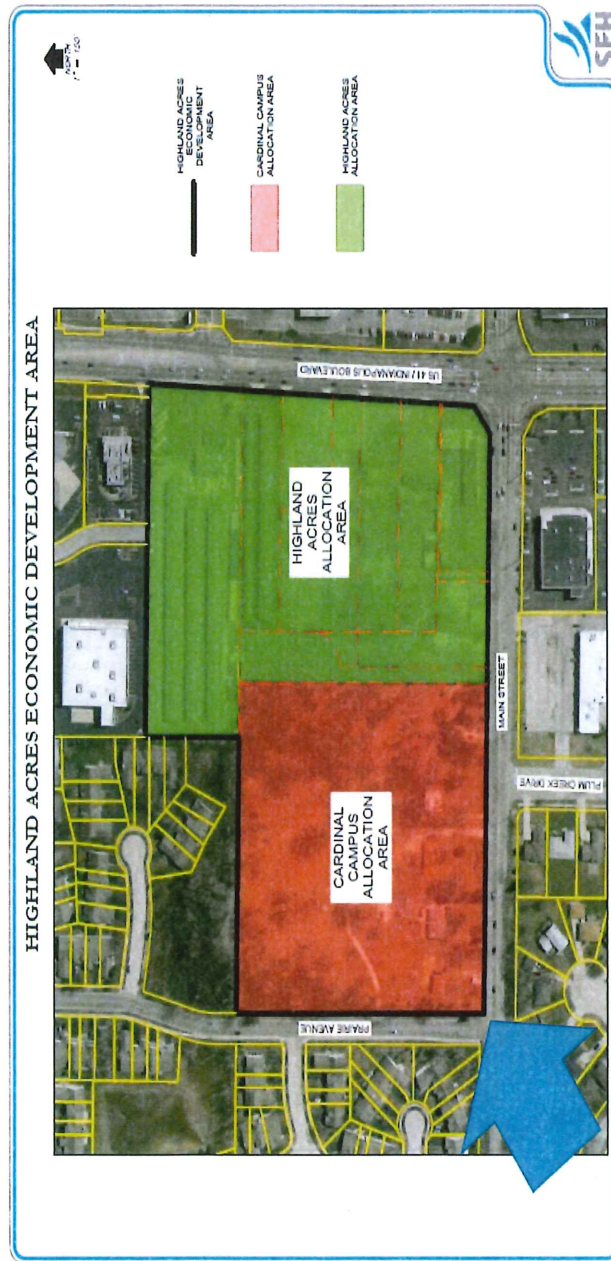 HIGHLAND ACRES ECONOMIC DEVELOPMENT AREA
NORTH
HIGHLAND ACRES
ECONOMIC
DEVELOPMENT
AREA
CARDINAL CAMPUS
ALLOCATION AREA
HIGHLAND ACRES
ALLOCATION AREA
US 41 / INDIANAPOLIS BOULEVARD
HIGHLAND
ACRES
ALLOCATION
AREA
CARDINAL
CAMPUS
ALLOCATION
AREA
MAIN STREET
PLUM CREEK DRIVE
PRAIRIE AVENUE
SEH